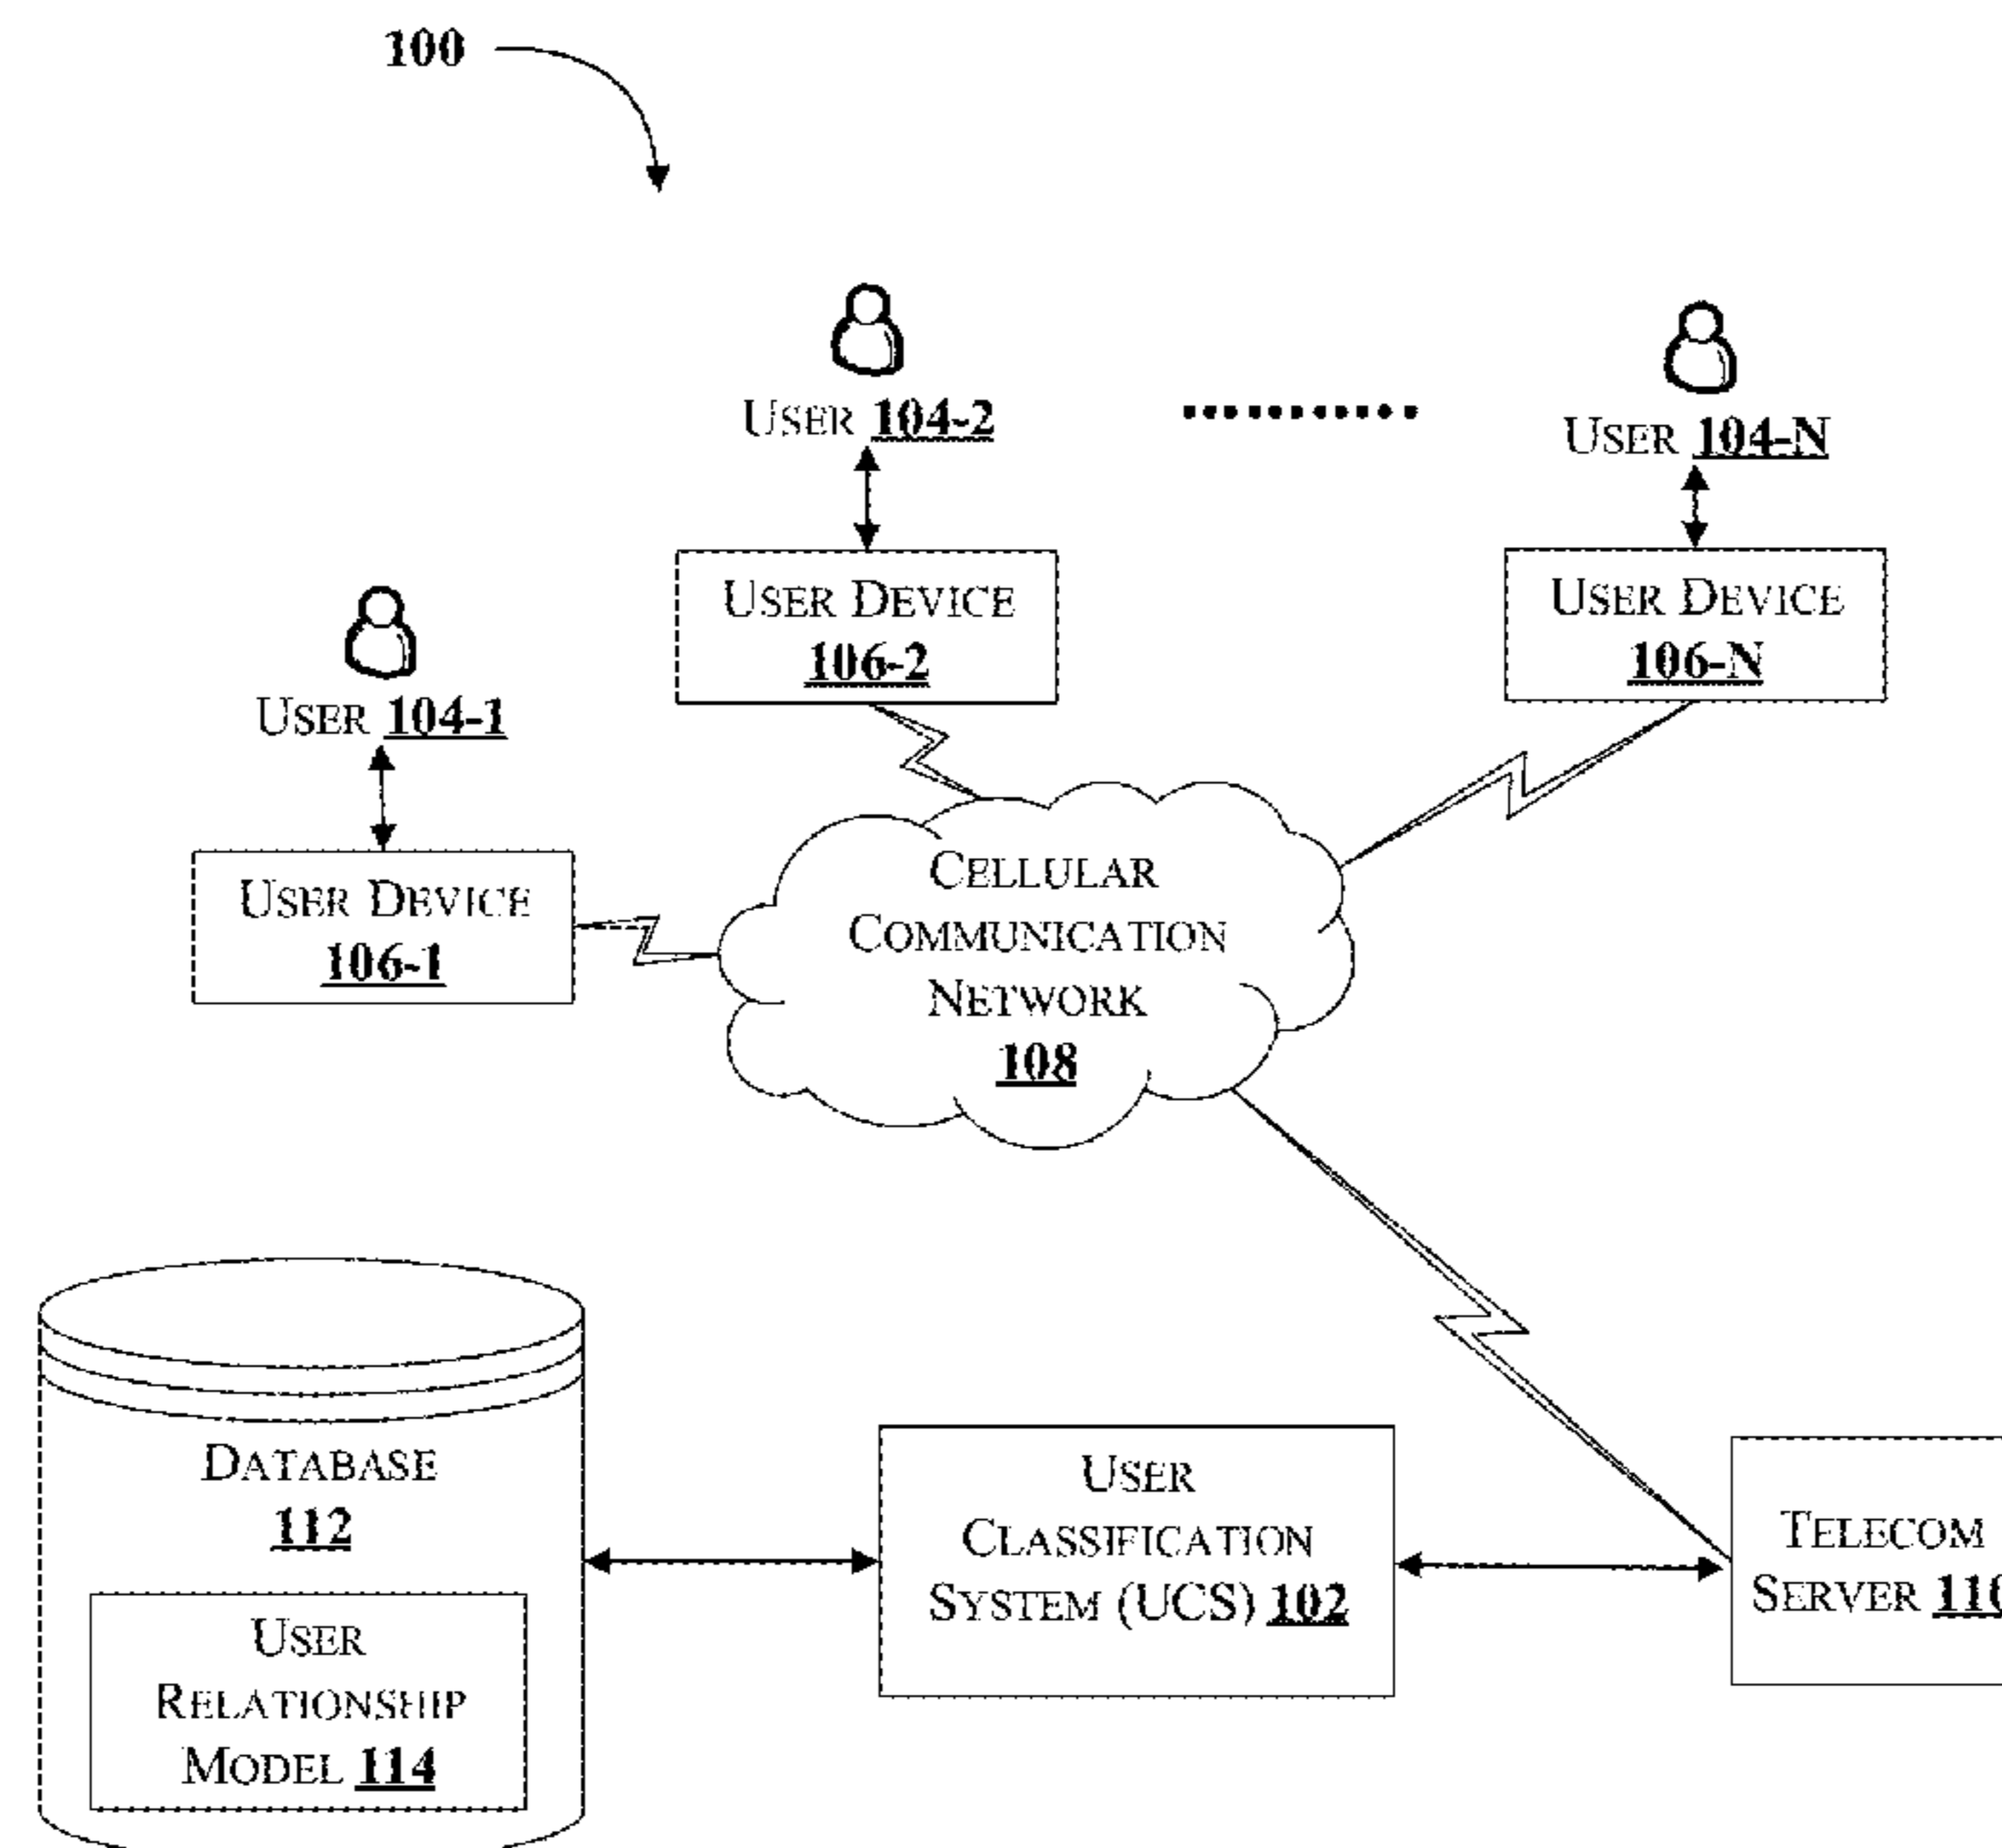 100
USER 104-2
USER 104-N
USER DEVICE
106-2
USER DEVICE
106-N
USER 104-1
USER DEVICE
106-1
CELLULAR
COMMUNICATION
NETWORK
108
DATABASE
112
USER
RELATIONSHIP
MODEL 114
USER
CLASSIFICATION
SYSTEM (UCS) 102
TELECOM
SERVER 110